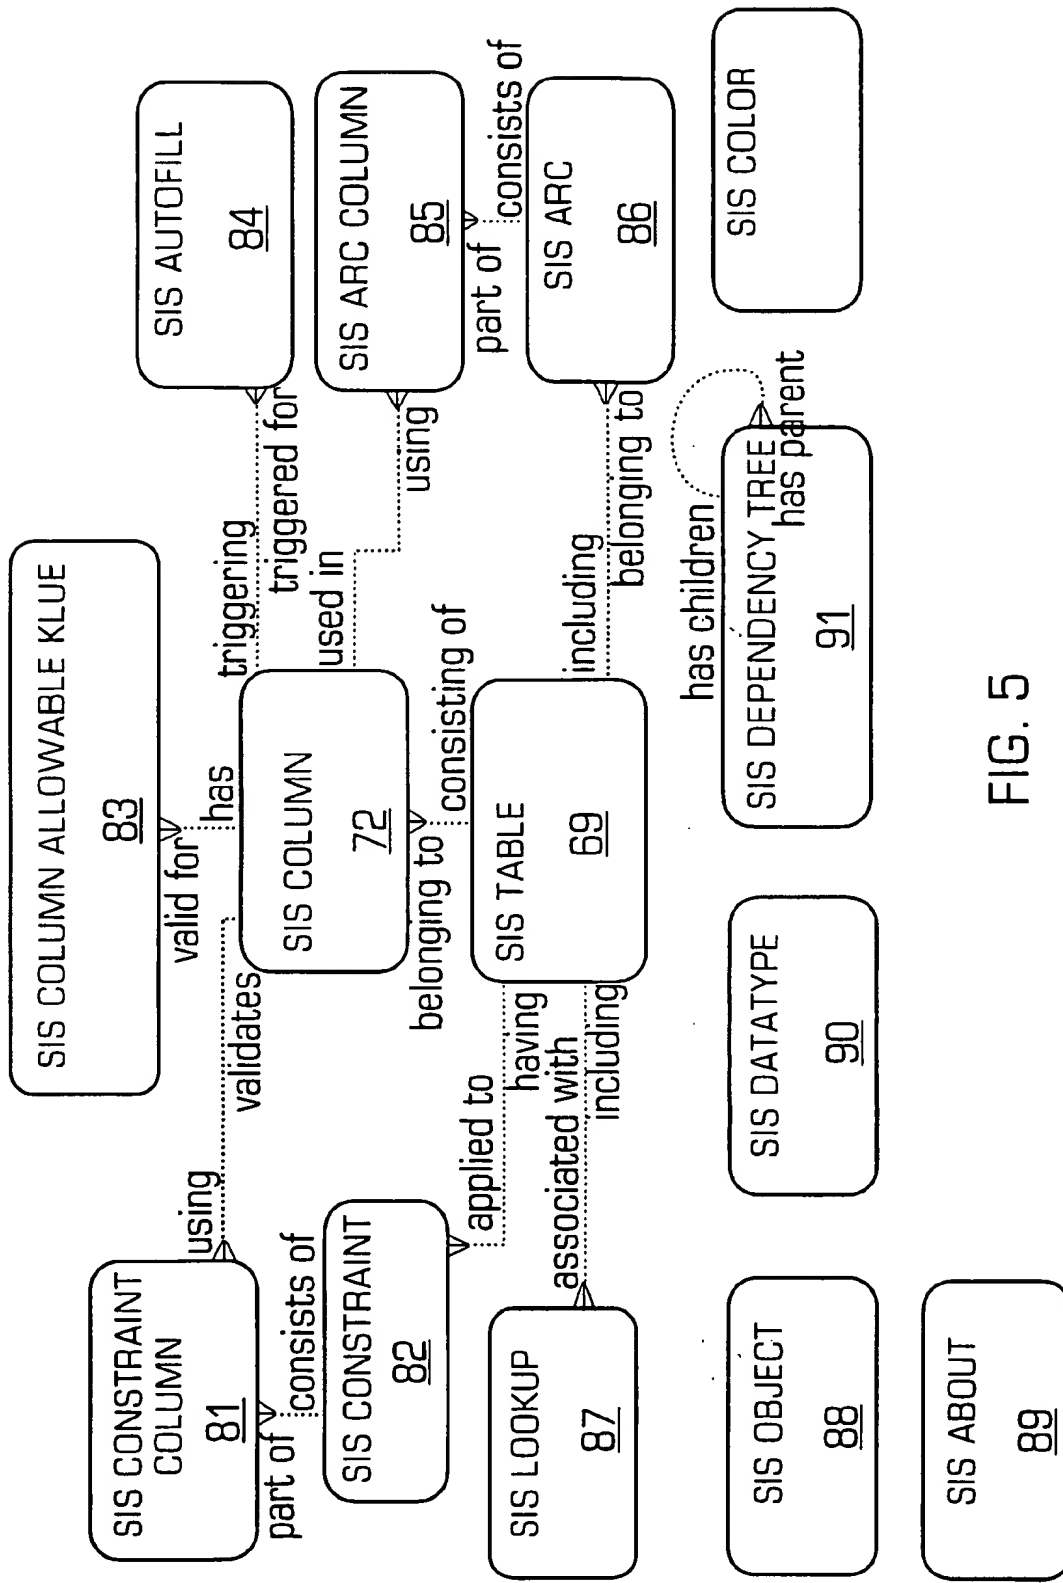 SIS COLUMN ALLOWABLE KLUE
83
valid for
has
SIS CONSTRAINT
COLUMN
81
using
validates
part of
consists of
SIS CONSTRAINT
82
SIS COLUMN
72
triggering
triggered for
SIS AUTOFILL
84
used in
using
SIS ARC COLUMN
85
part of
consists of
SIS ARC
86
belonging to
consisting of
SIS TABLE
69
including
belonging to
applied to
having
associated with
including
SIS LOOKUP
87
SIS OBJECT
88
SIS ABOUT
89
SIS DATATYPE
90
has children
SIS DEPENDENCY TREE
has parent
91
SIS COLOR
FIG. 5